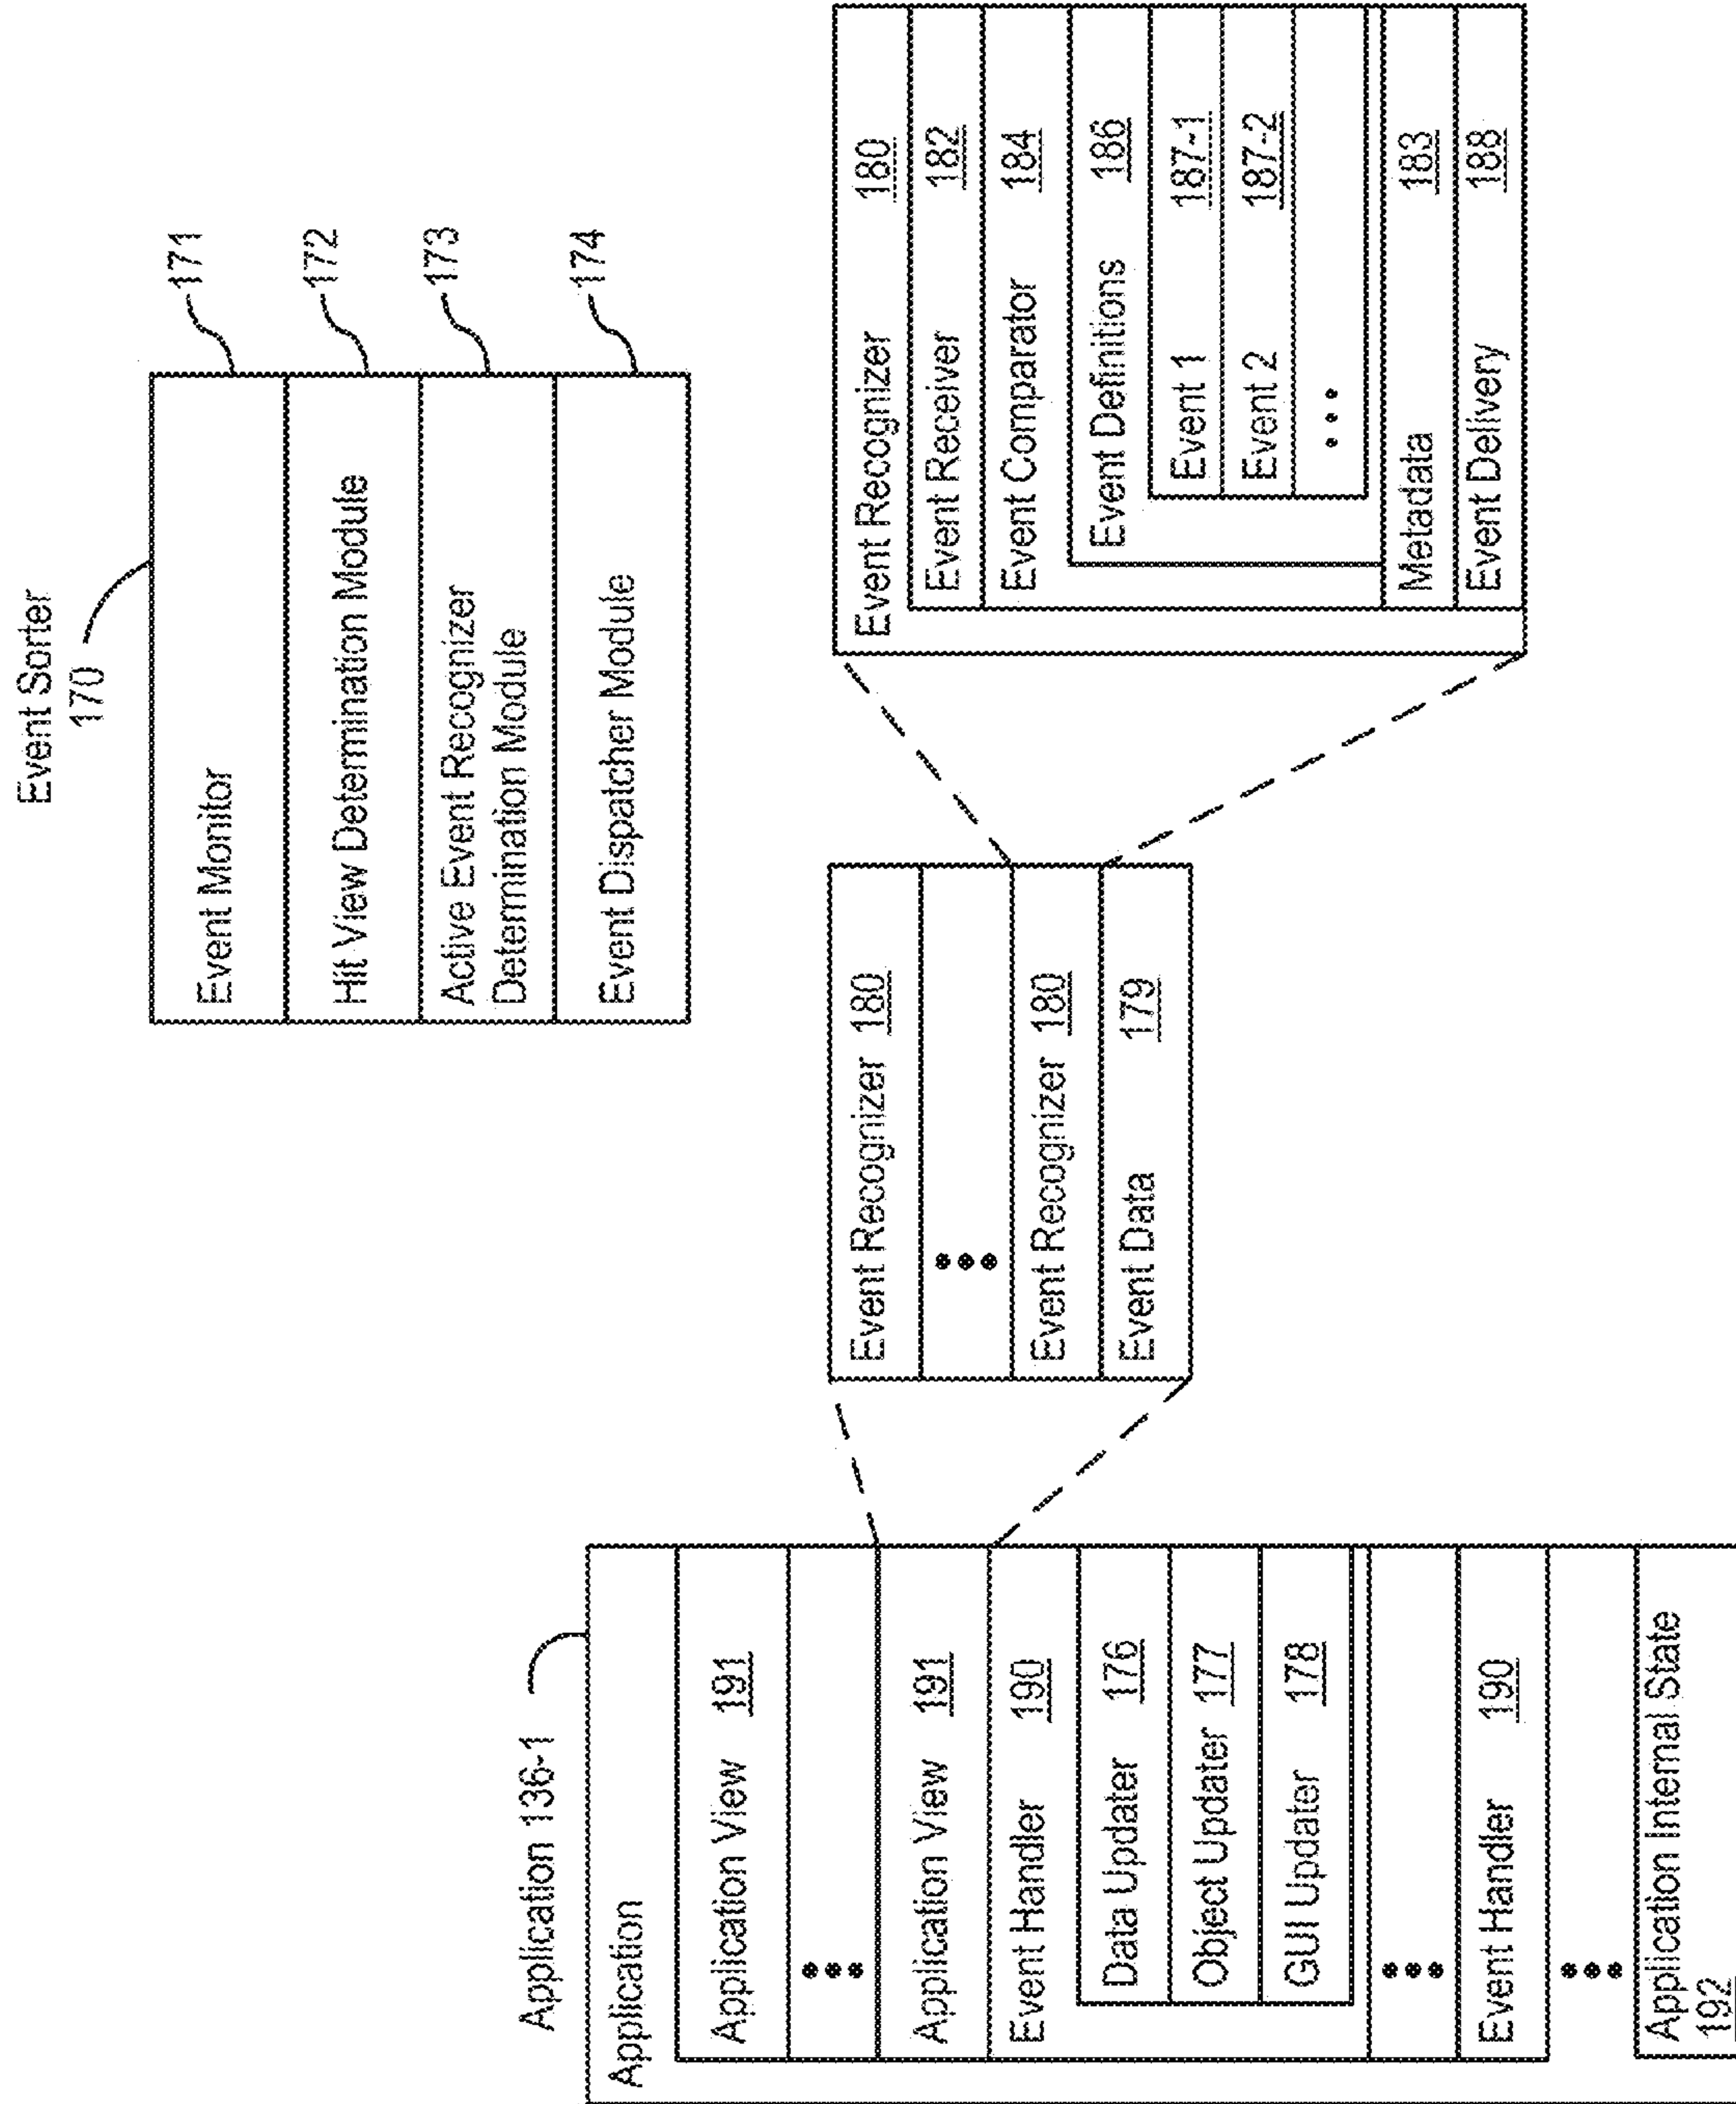 Event Sorter
170
Event Monitor
171
Hit View Determination Module
172
Active Event Recognizer
Determination Module
173
Event Dispatcher Module
174
Application 136-1
Application
Application View 191
•••
Application View 191
Event Handler 190
Data Updater 176
Object Updater 177
GUI Updater 178
•••
Event Handler 190
•••
Application Internal State
192
Event Recognizer 180
•••
Event Recognizer 180
Event Data 179
Event Recognizer 180
Event Receiver 182
Event Comparator 184
Event Definitions 186
Event 1 187-1
Event 2 187-2
•••
Metadata 183
Event Delivery 188